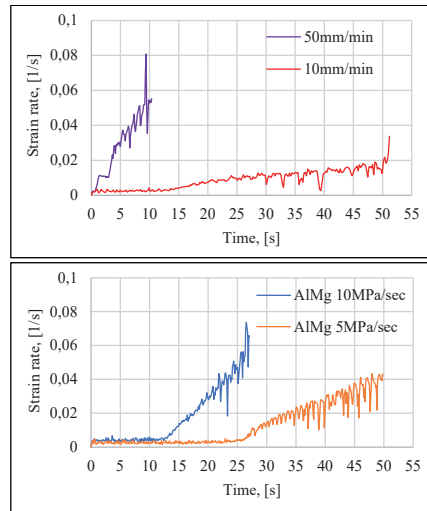 0,1
0,08
0,06
0,04
0,02
0
Strain rate, [1/s]
50mm/min
10mm/min
0 5 10 15 20 25 30 35 40 45 50 55
Time, [s]
0,1
0,08
0,06
0,04
0,02
0
Strain rate, [1/s]
AlMg 10MPa/sec
AlMg 5MPa/sec
0 5 10 15 20 25 30 35 40 45 50 55
Time, [s]